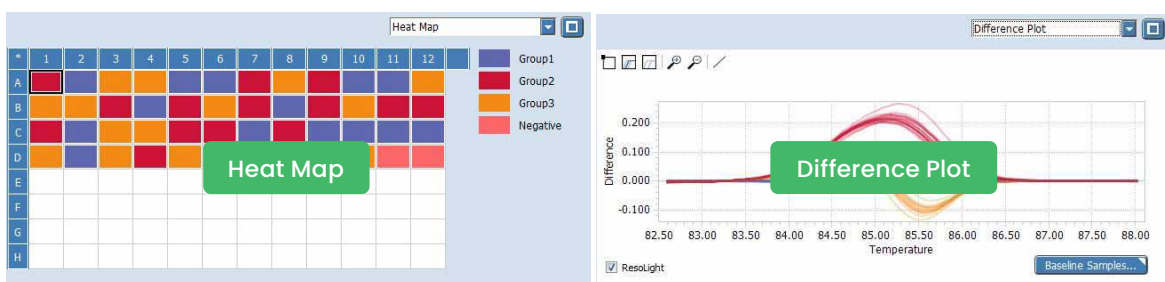 Heat Map
* 1 2 3 4 5 6 7 8 9 10 11 12
A
B
C
D
E
F
G
H
Group1
Group2
Group3
Negative
Heat Map
Difference Plot
Difference
0.200
0.100
0.000
-0.100
82.50 83.00 83.50 84.00 84.50 85.00 85.50 86.00 86.50 87.00 87.50 88.00
Temperature
Difference Plot
ResoLight
Baseline Samples...